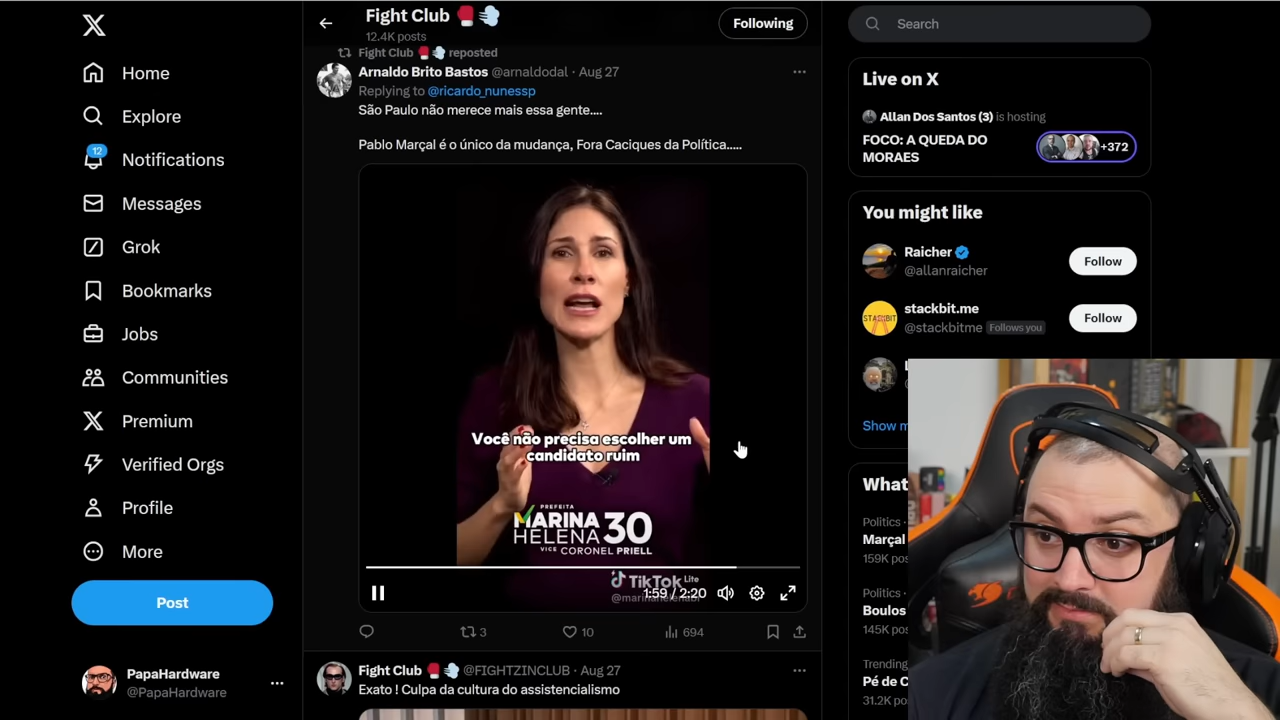 Home
Explore
12
Notifications
Messages
Grok
Bookmarks
Jobs
Communities
Premium
Verified Orgs
Profile
More
Post
PapaHardware
@PapaHardware
Fight Club
12.4K posts
Following
Fight Club reposted
Arnaldo Brito Bastos @arnaldodal · Aug 27
Replying to @ricardo_nunessp
São Paulo não merece mais essa gente....
Pablo Marçal é o único da mudança, Fora Caciques da Política.....
Você não precisa escolher um
candidato ruim
PREFEITA
MARINA
HELENA 30
VICE CORONEL PRIELL
TikTok Lite
1:59 / 2:20
3
10
694
Fight Club @FIGHTZINCLUB · Aug 27
Exato ! Culpa da cultura do assistencialismo
Search
Live on X
Allan Dos Santos (3) is hosting
FOCO: A QUEDA DO
MORAES
+372
You might like
Raicher
@allanraicher
Follow
STACKBIT
stackbit.me
@stackbitme Follows you
Follow
Show
What
Politics ·
Marçal
159K
Politics ·
Boulos
145K
Trending
Pé de
31.2K